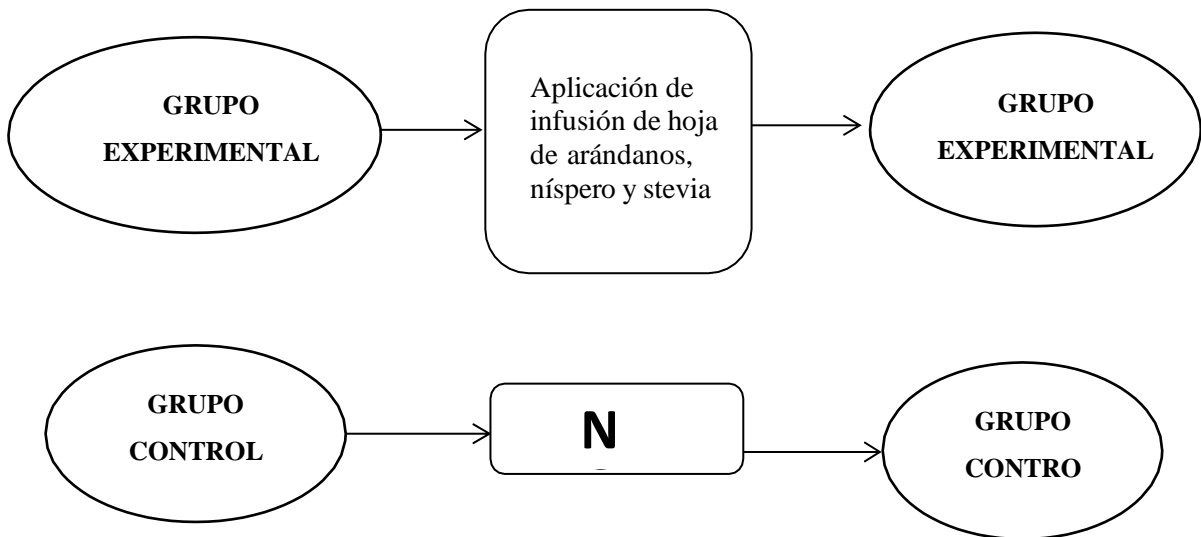 GRUPO
EXPERIMENTAL
Aplicación de
infusión de hoja
de arándanos,
níspero y stevia
GRUPO
EXPERIMENTAL
GRUPO
CONTROL
N
GRUPO
CONTRO